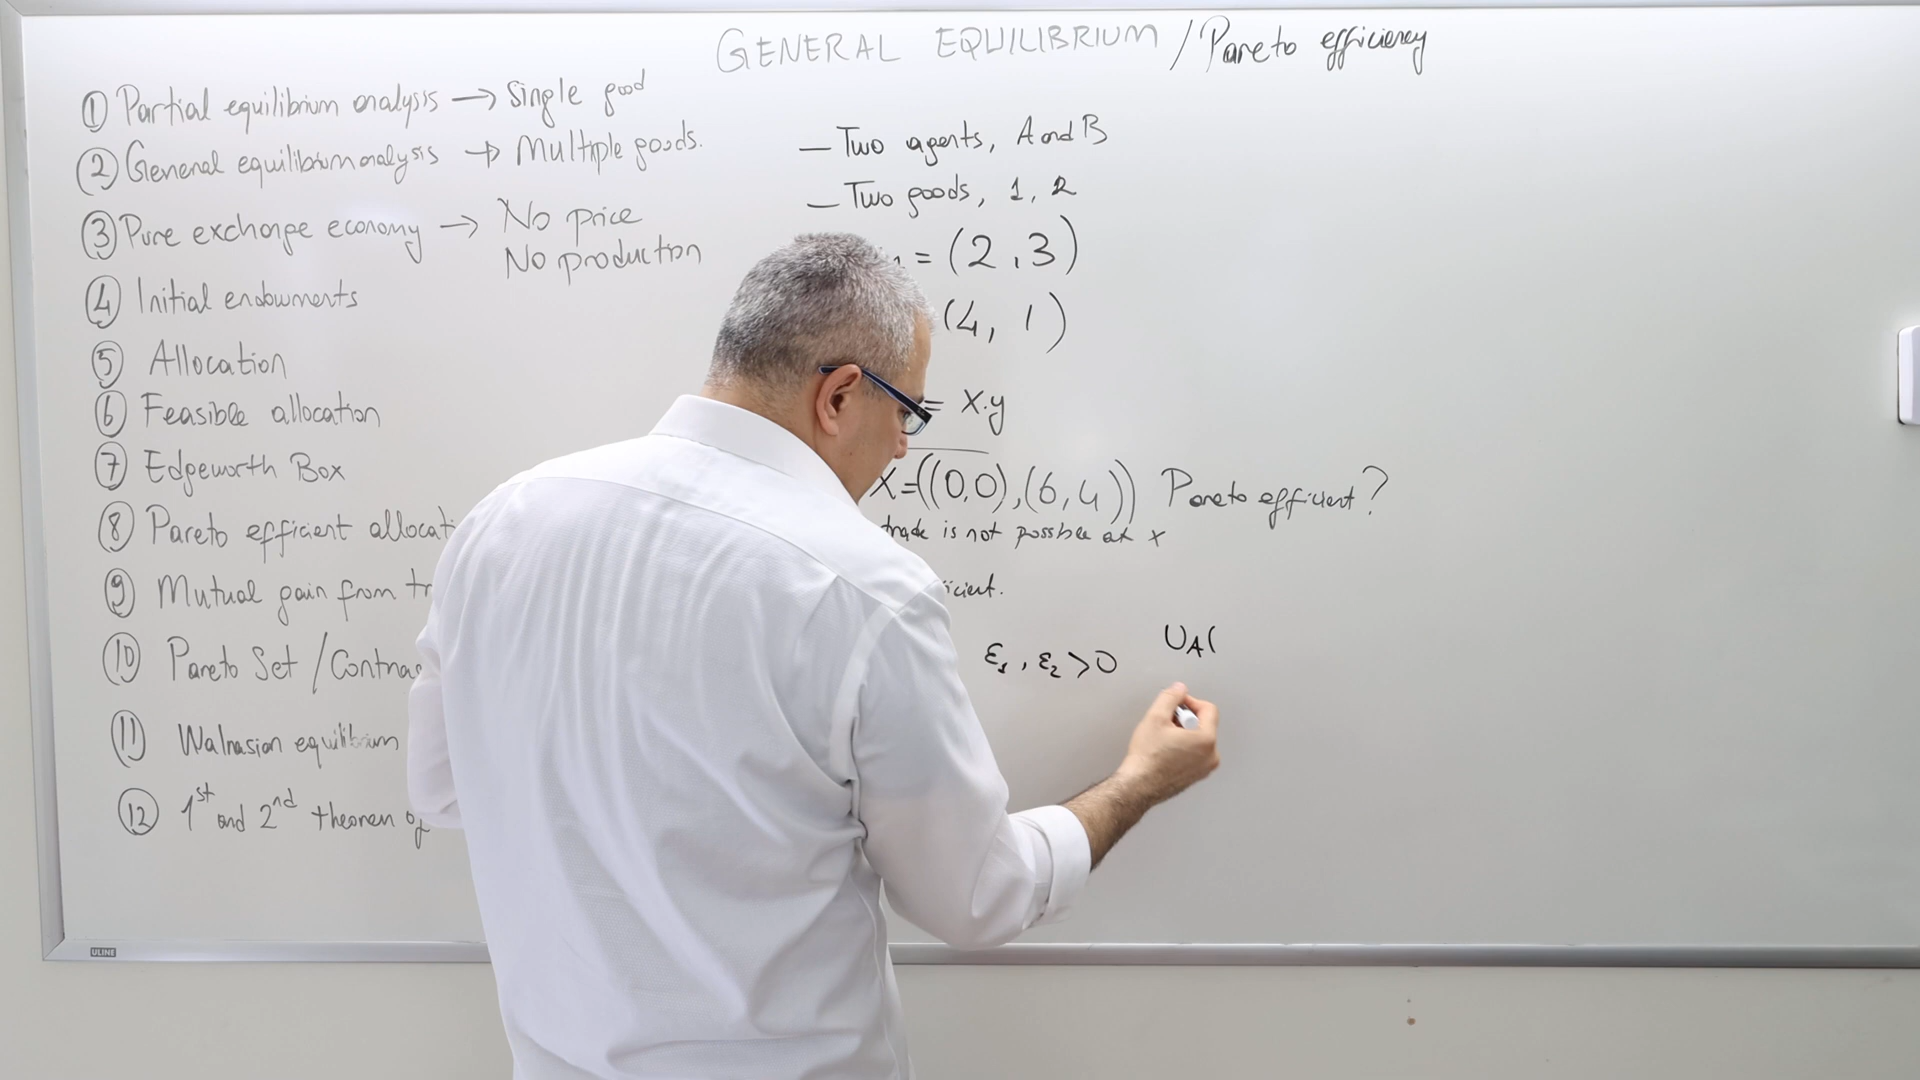 GENERAL EQUILIBRIUM / Pareto efficiency
① Partial equilibrium analysis → Single good
② General equilibrium analysis → Multiple goods.
③ Pure exchange economy → No price
No production
④ Initial endowments
⑤ Allocation
⑥ Feasible allocation
⑦ Edgeworth Box
⑧ Pareto efficient allocati
⑨ Mutual gain from tr
⑩ Pareto Set / Contrac
⑪ Walrasian equilibrium
⑫ 1st and 2nd theorem of
— Two agents, A and B
— Two goods, 1, 2
= (2, 3)
(4, 1)
= x.y
X=((0,0),(6,4)) Pareto efficient?
trade is not possible at x
icient.
ε1, ε2 > 0 UA(
ULINE